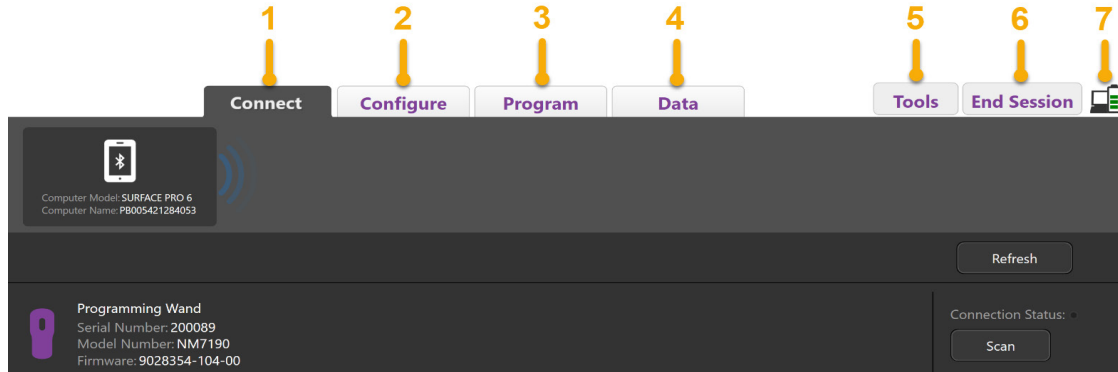 1 2 3 4 5 6 7
Connect Configure Program Data Tools End Session
Computer Model: SURFACE PRO 6
Computer Name: PB005421284053
Refresh
Programming Wand
Serial Number: 200089
Model Number: NM7190
Firmware: 9028354-104-00
Connection Status:
Scan